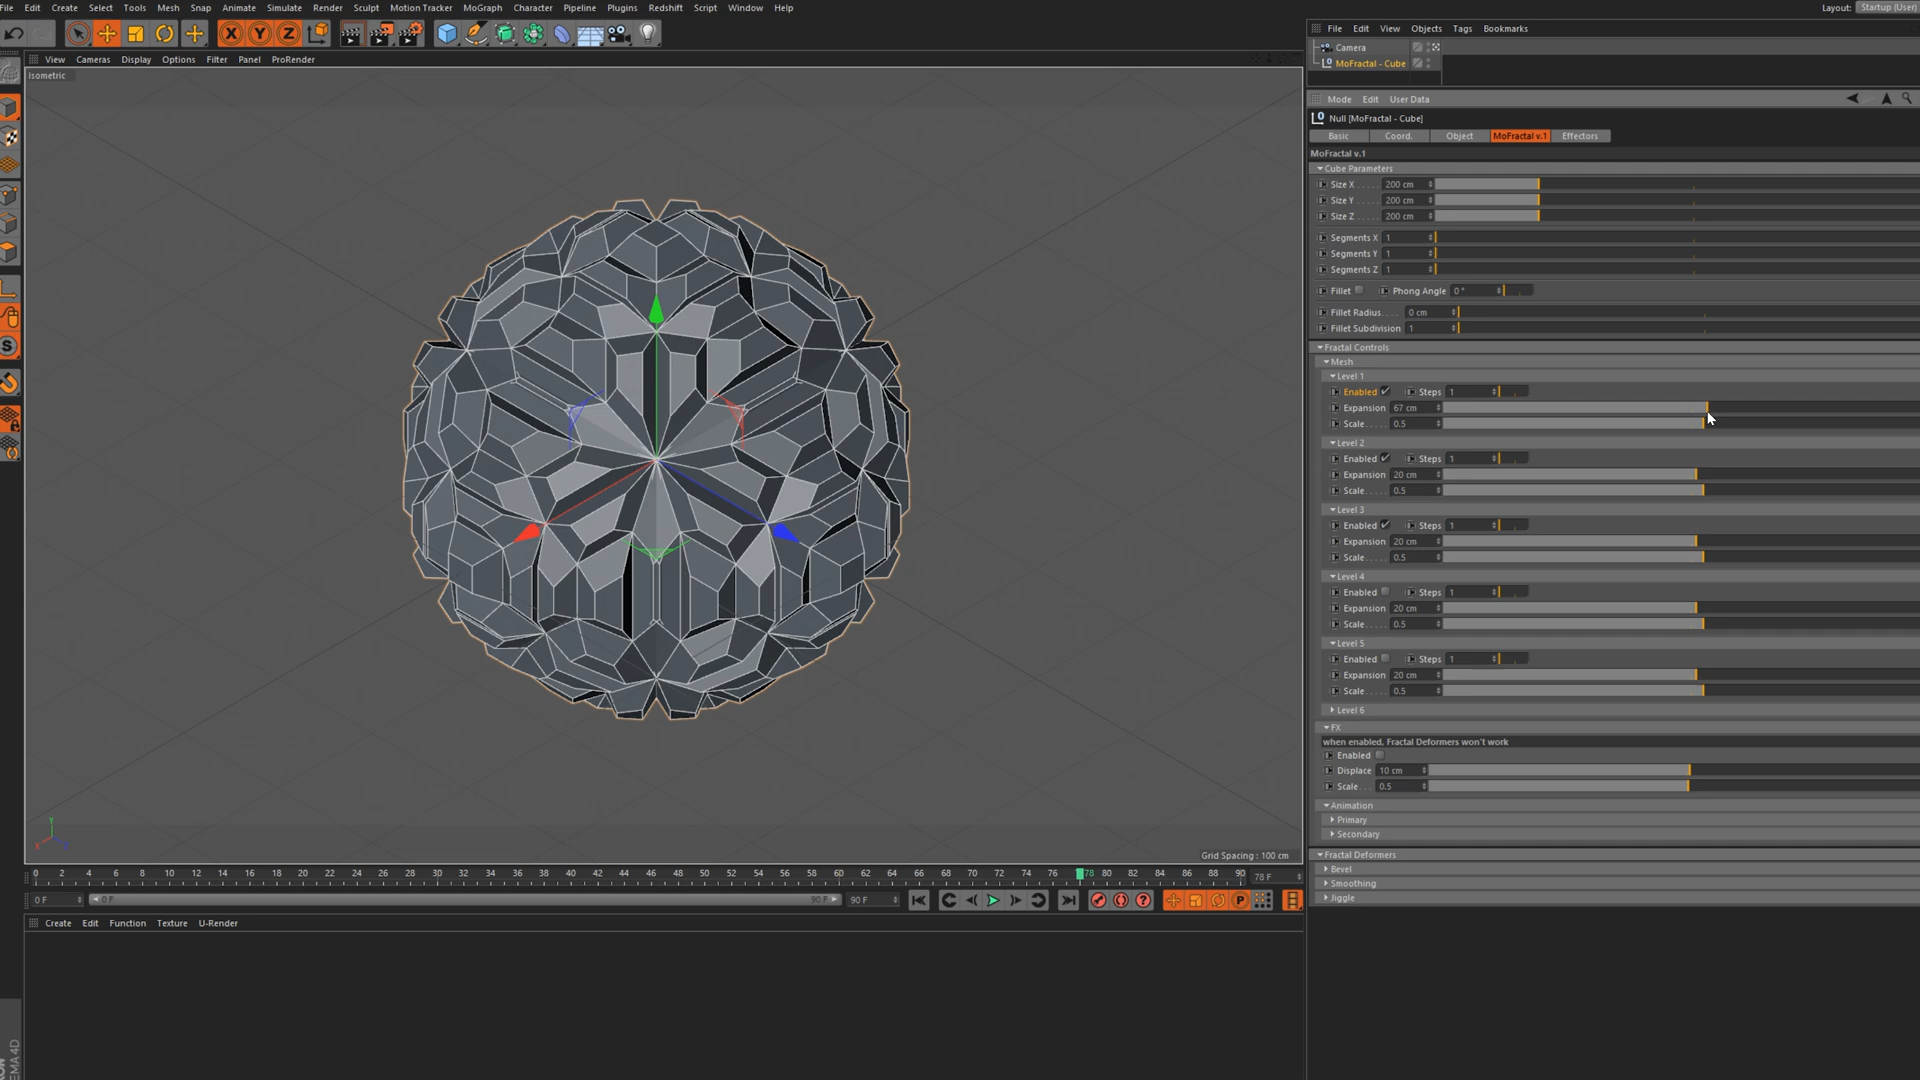 File Edit Create Select Tools Mesh Snap Animate Simulate Render Sculpt Motion Tracker MoGraph Character Pipeline Plugins Redshift Script Window Help
Layout: Startup (User)
X Y Z
File Edit View Objects Tags Bookmarks
Camera
MoFractal - Cube
View Cameras Display Options Filter Panel ProRender
Isometric
Mode Edit User Data
Null [MoFractal - Cube]
Basic Coord. Object MoFractal v.1 Effectors
MoFractal v.1
Cube Parameters
Size X 200 cm
Size Y 200 cm
Size Z 200 cm
Segments X 1
Segments Y 1
Segments Z 1
Fillet Phong Angle 0 °
Fillet Radius 0 cm
Fillet Subdivision 1
Fractal Controls
Mesh
Level 1
Enabled Steps 1
Expansion 67 cm
Scale 0.5
Level 2
Enabled Steps 1
Expansion 20 cm
Scale 0.5
Level 3
Enabled Steps 1
Expansion 20 cm
Scale 0.5
Level 4
Enabled Steps 1
Expansion 20 cm
Scale 0.5
Level 5
Enabled Steps 1
Expansion 20 cm
Scale 0.5
Level 6
FX
when enabled, Fractal Deformers won't work
Enabled
Displace 10 cm
Scale 0.5
Animation
Primary
Secondary
Fractal Deformers
Bevel
Smoothing
Jiggle
S
Y
X
Grid Spacing : 100 cm
0 2 4 6 8 10 12 14 16 18 20 22 24 26 28 30 32 34 36 38 40 42 44 46 48 50 52 54 56 58 60 62 64 66 68 70 72 74 76 78 80 82 84 86 88 90 78 F
0 F 0 F 90 F 90 F
P
Create Edit Function Texture U-Render
EMA 4D